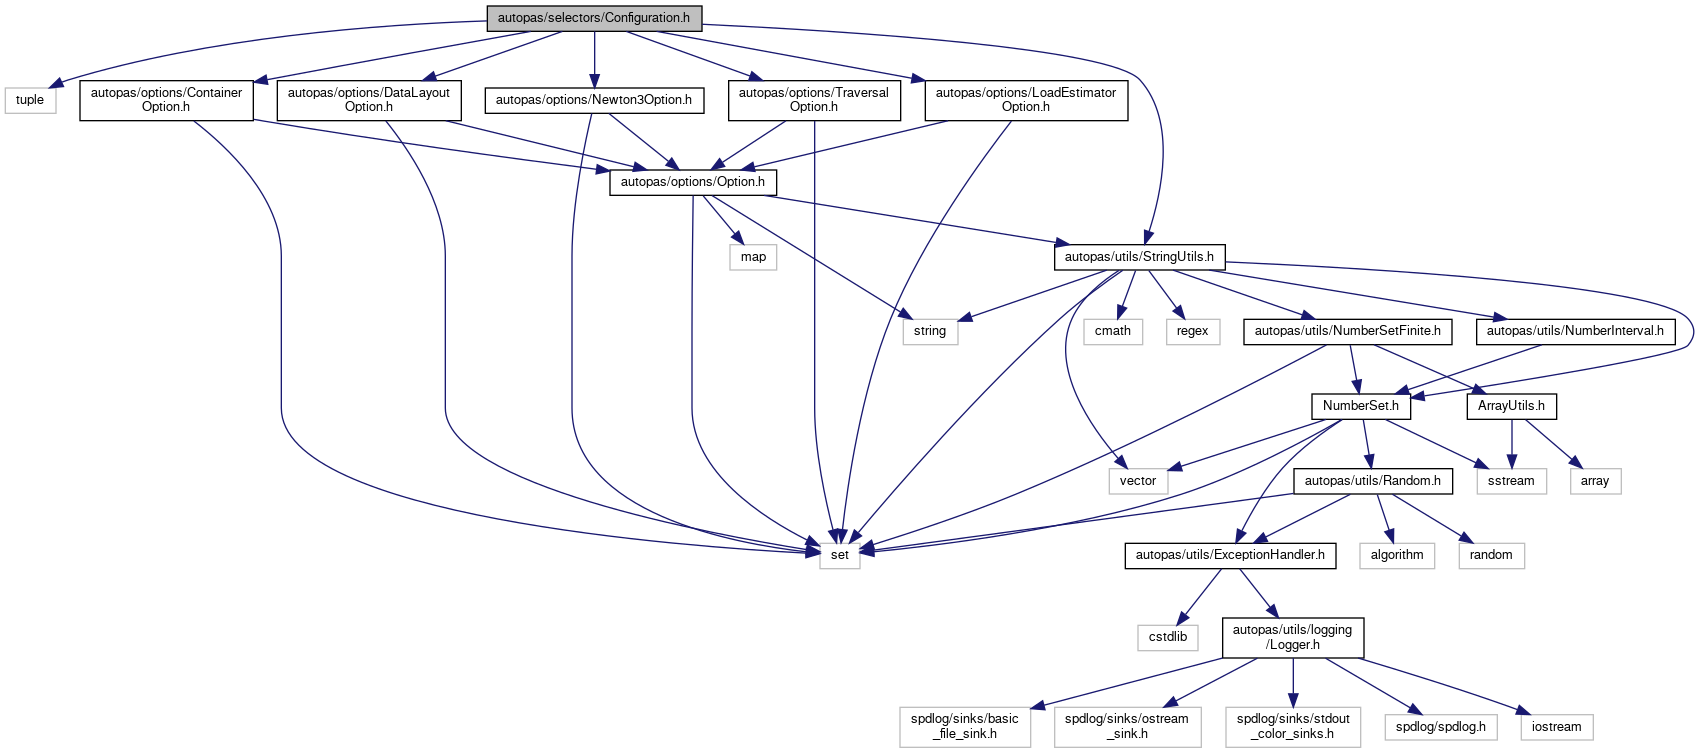 autopas/selectors/Configuration.h
tuple
autopas/options/Container
Option.h
autopas/options/DataLayout
Option.h
autopas/options/Newton3Option.h
autopas/options/Traversal
Option.h
autopas/options/LoadEstimator
Option.h
autopas/options/Option.h
map
autopas/utils/StringUtils.h
string
cmath
regex
autopas/utils/NumberSetFinite.h
autopas/utils/NumberInterval.h
NumberSet.h
ArrayUtils.h
vector
autopas/utils/Random.h
sstream
array
set
autopas/utils/ExceptionHandler.h
algorithm
random
cstdlib
autopas/utils/logging
/Logger.h
spdlog/sinks/basic
_file_sink.h
spdlog/sinks/ostream
_sink.h
spdlog/sinks/stdout
_color_sinks.h
spdlog/spdlog.h
iostream